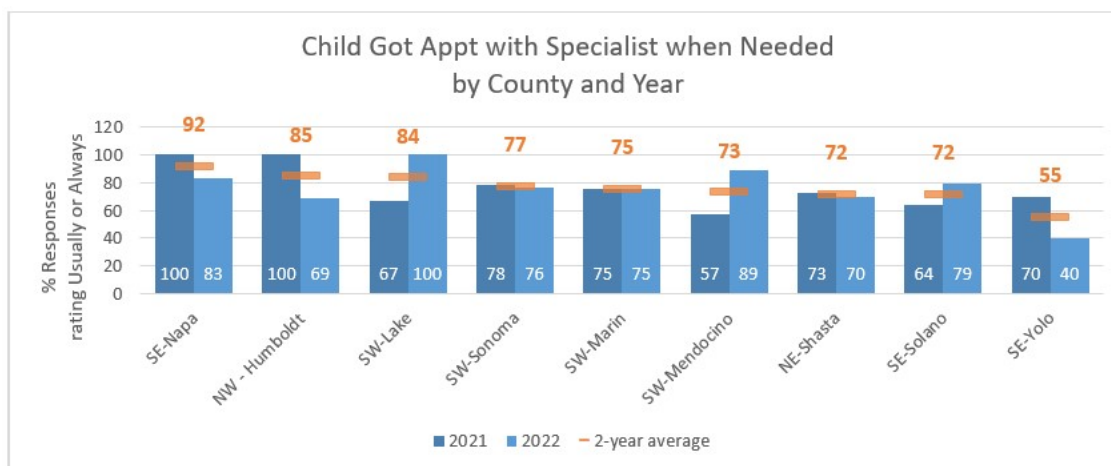 Child Got Appt with Specialist when Needed
by County and Year
% Responses
rating Usually or Always
120
100
80
60
40
20
0
92
85
84
77
75
73
72
72
55
100 83
100 69
67 100
78 76
75 75
57 89
73 70
64 79
70 40
SE-Napa
NW - Humboldt
SW-Lake
SW-Sonoma
SW-Marin
SW-Mendocino
NE-Shasta
SE-Solano
SE-Yolo
2021 2022 2-year average